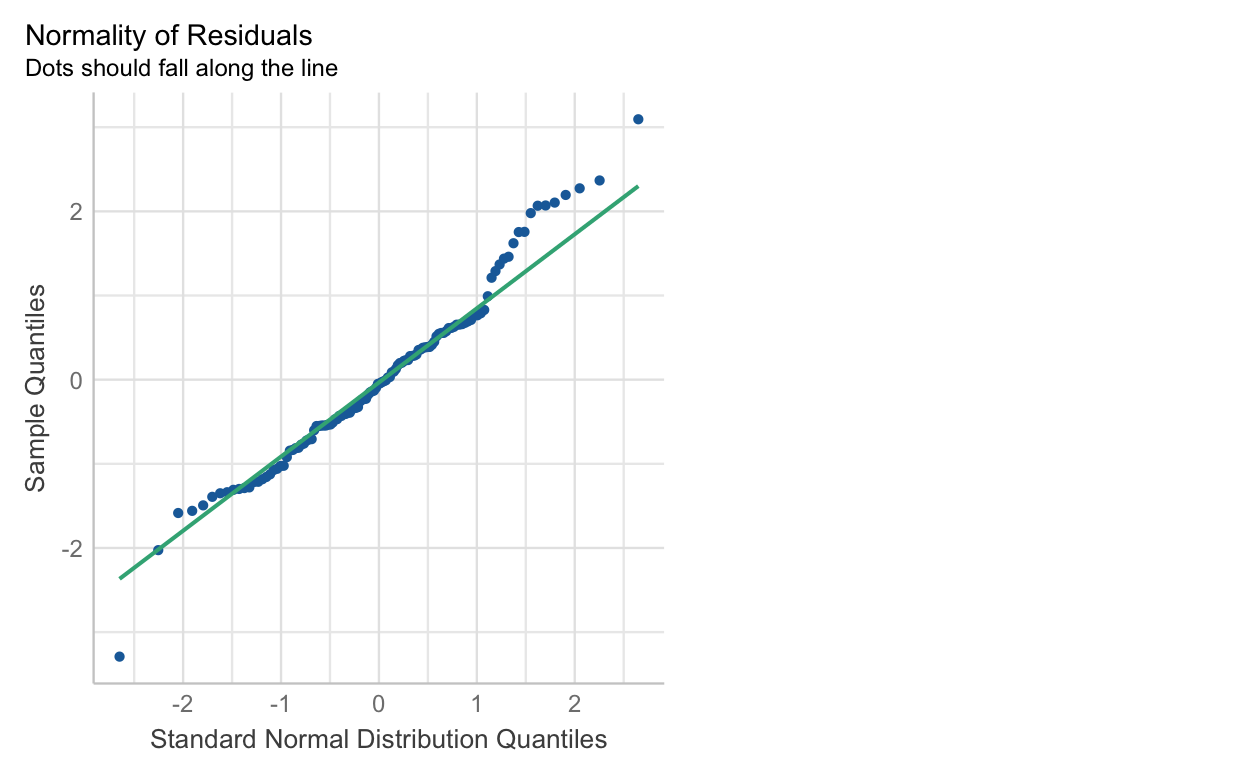 Normality of Residuals
Dots should fall along the line
2
0
-2
Sample Quantiles
-2 -1 0 1 2
Standard Normal Distribution Quantiles